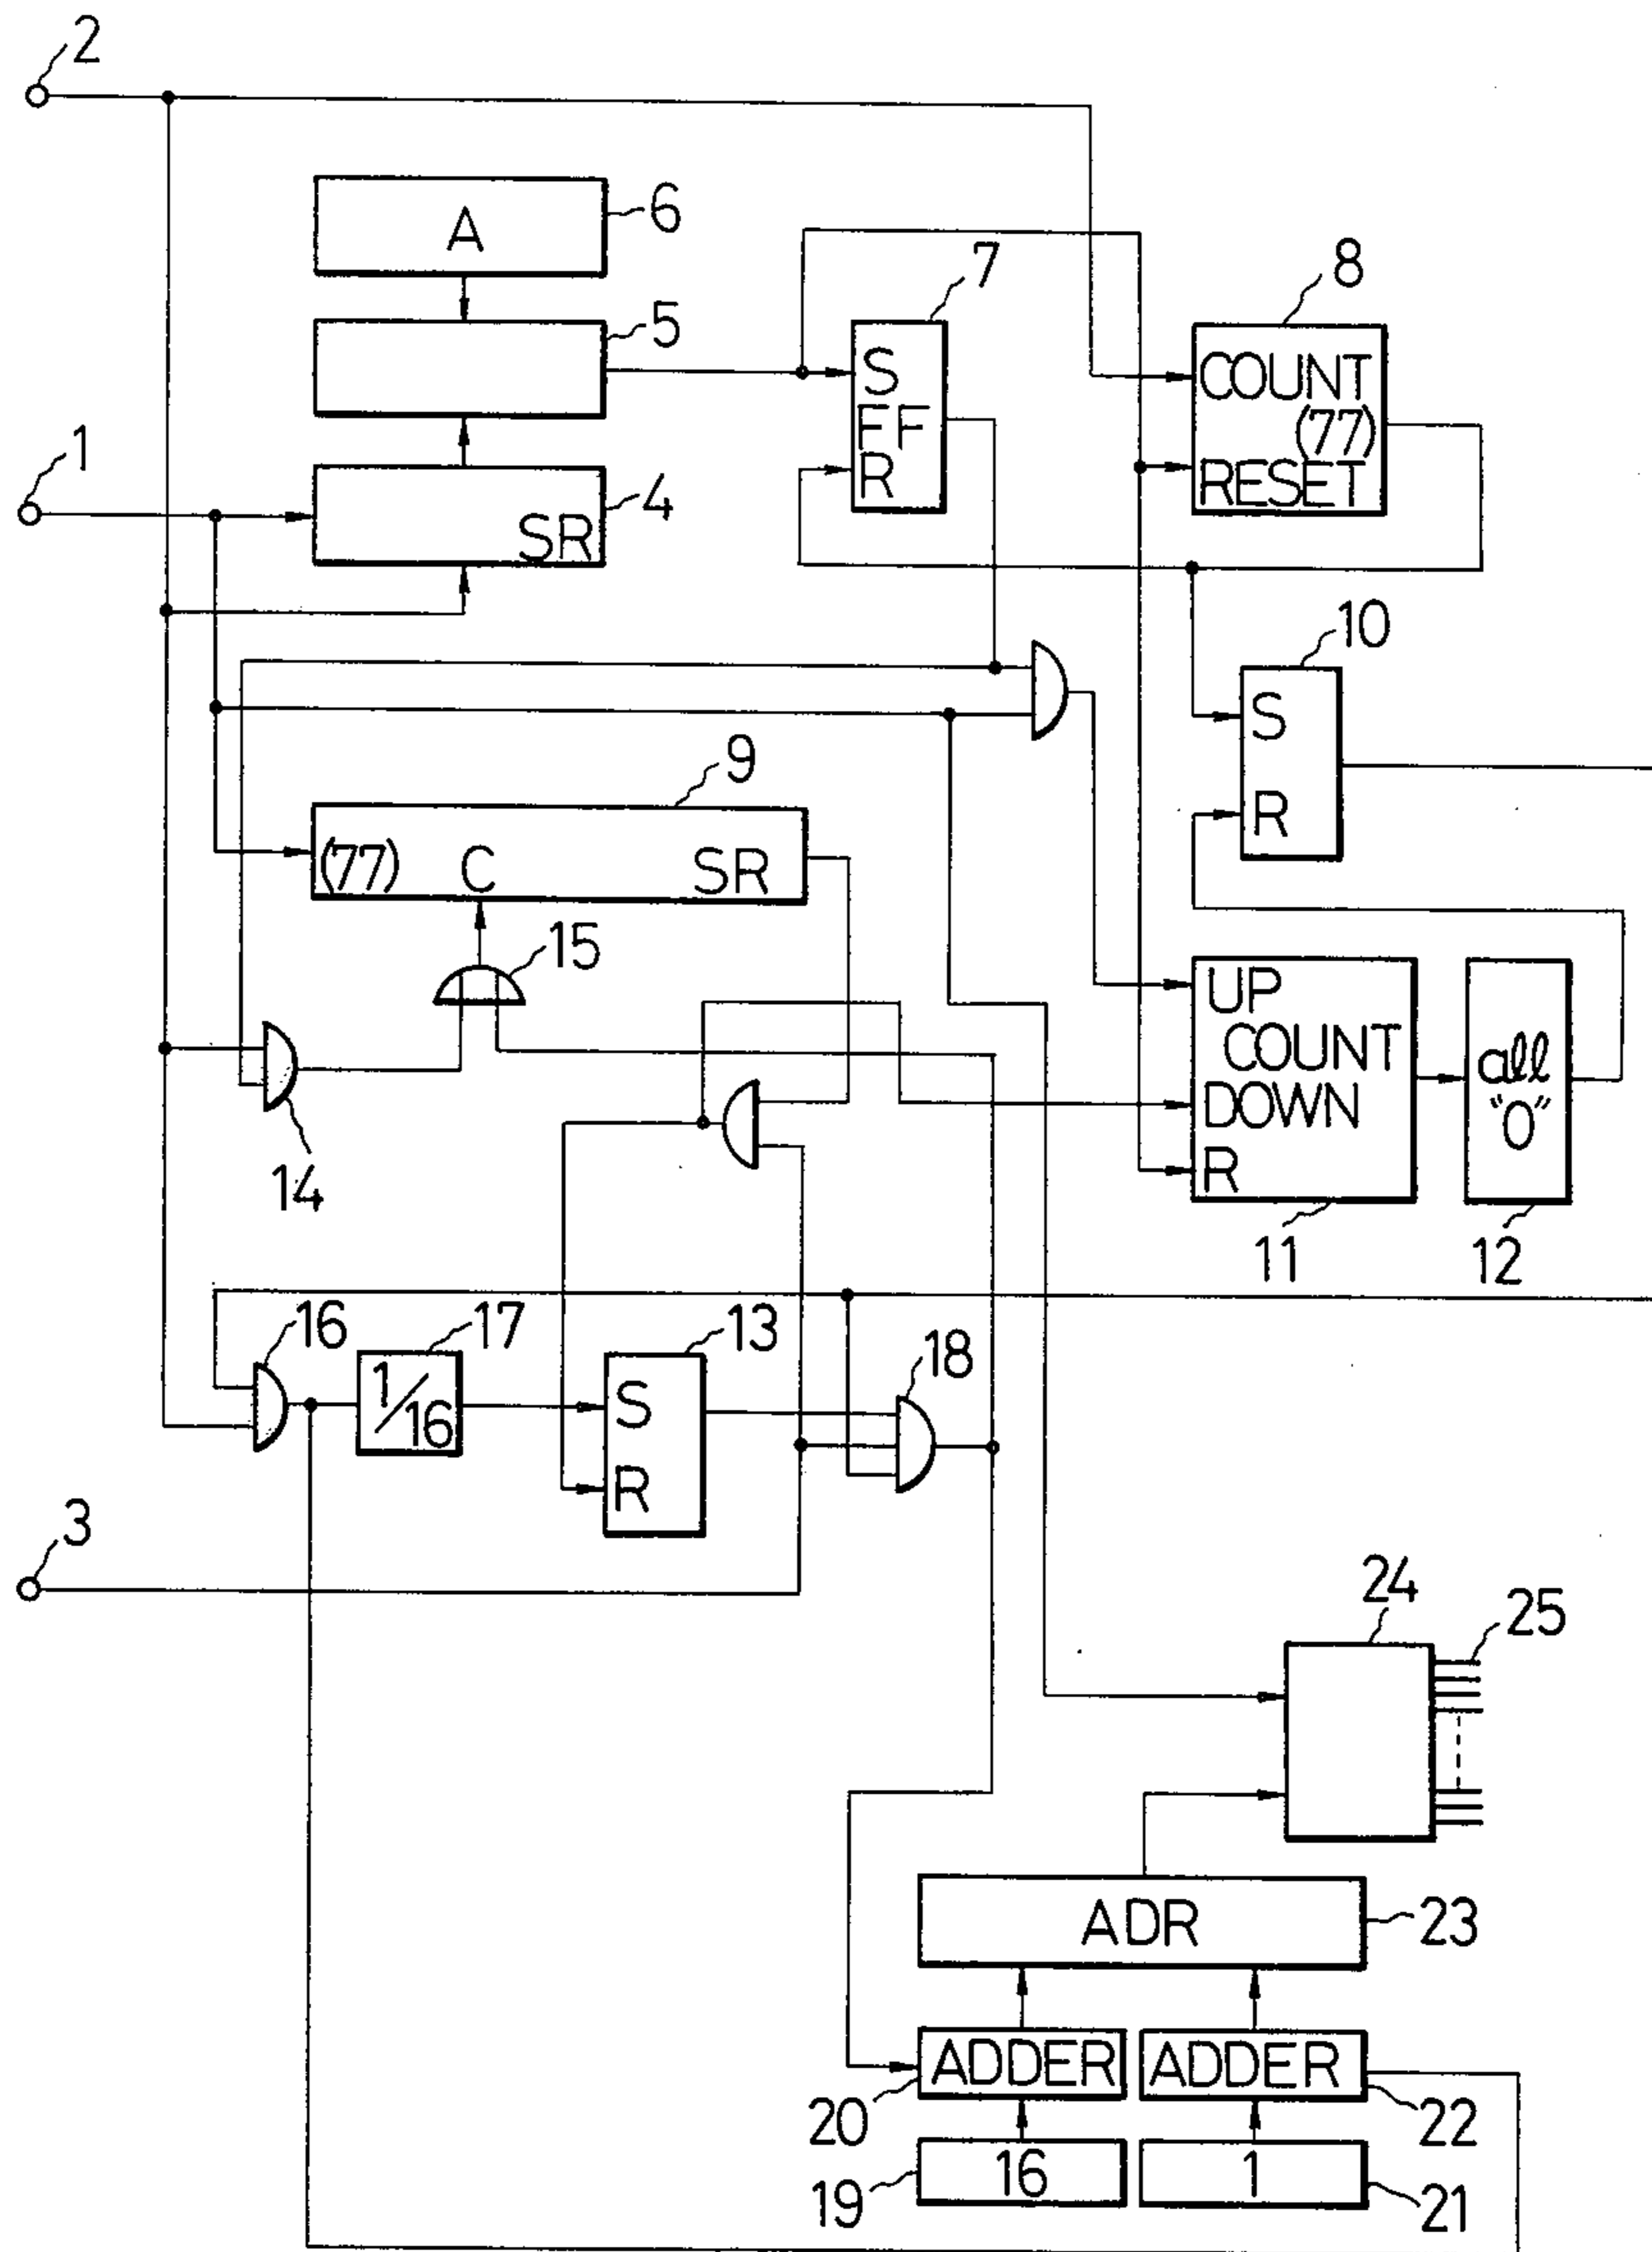 2
A
6
5
7
8
S
FF
R
COUNT
(77)
RESET
1
SR
4
10
S
R
9
(77) C SR
15
14
UP
COUNT
DOWN
R
11
all
"0"
12
16
17
1/16
13
S
R
18
3
24
25
ADR
23
ADDER
20
ADDER
22
16
19
1
21